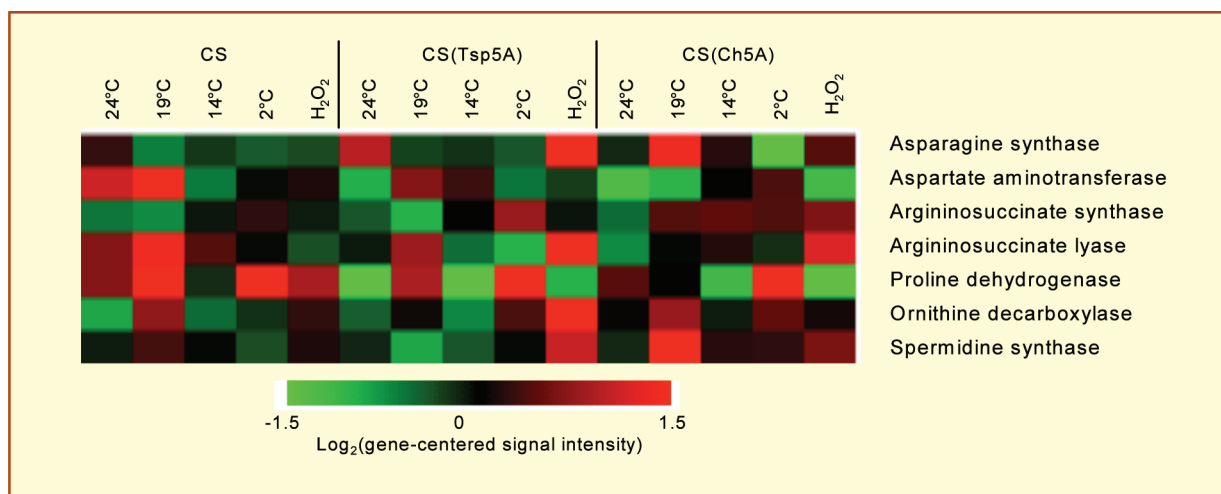 CS CS(Tsp5A) CS(Ch5A)
24°C 19°C 14°C 2°C H₂O₂ 24°C 19°C 14°C 2°C H₂O₂ 24°C 19°C 14°C 2°C H₂O₂
Asparagine synthase
Aspartate aminotransferase
Argininosuccinate synthase
Argininosuccinate lyase
Proline dehydrogenase
Ornithine decarboxylase
Spermidine synthase
-1.5 0 1.5
Log₂(gene-centered signal intensity)